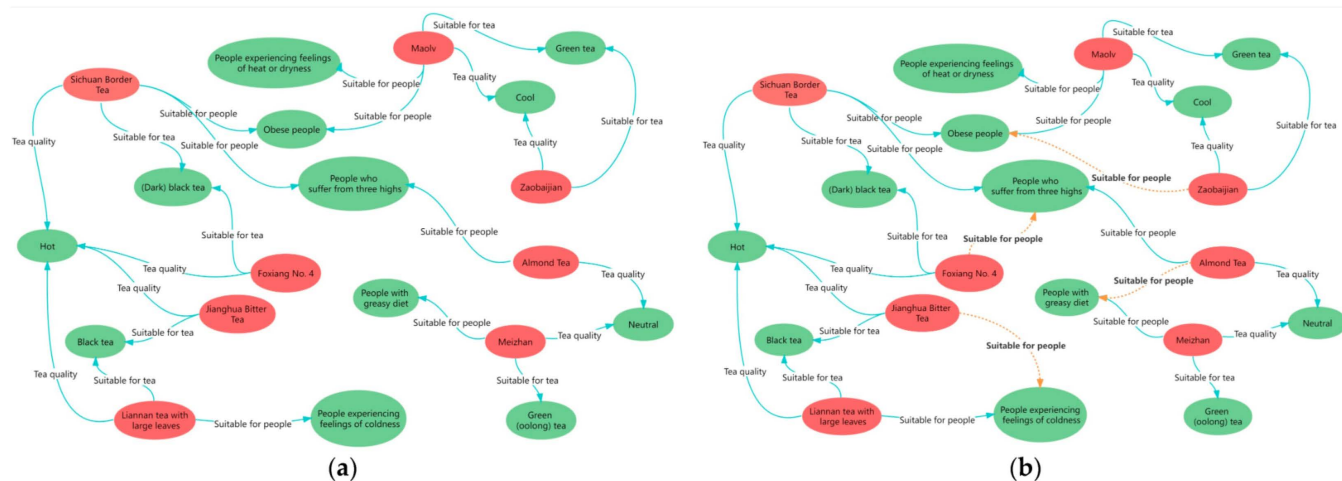 Suitable for tea
Maolv
Green tea
People experiencing feelings
of heat or dryness
Suitable for people
Tea quality
Sichuan Border
Tea
Cool
Suitable for people
Suitable for people
Obese people
Suitable for tea
Tea quality
Suitable for tea
Suitable for people
Tea quality
People who
suffer from three highs
(Dark) black tea
Zaobaijian
Suitable for tea
Suitable for people
Hot
Tea quality
Almond Tea
Foxiang No. 4
Tea quality
Tea quality
People with
greasy diet
Jianghua Bitter
Tea
Neutral
Suitable for people
Suitable for tea
Tea quality
Black tea
Meizhan
Tea quality
Suitable for tea
Suitable for tea
Liannan tea with
large leaves
Suitable for people
People experiencing
feelings of coldness
Green
(oolong) tea
(a)
Suitable for tea
Maolv
Green tea
People experiencing feelings
of heat or dryness
Suitable for people
Tea quality
Sichuan Border
Tea
Cool
Suitable for people
Suitable for people
Obese people
Suitable for tea
Tea quality
Suitable for tea
Suitable for people
Tea quality
People who
suffer from three highs
Suitable for people
(Dark) black tea
Zaobaijian
Suitable for tea
Suitable for people
Suitable for people
Hot
Tea quality
Almond Tea
Foxiang No. 4
Suitable for people
Tea quality
Tea quality
People with
greasy diet
Jianghua Bitter
Tea
Neutral
Suitable for people
Suitable for tea
Tea quality
Black tea
Suitable for people
Meizhan
Tea quality
Suitable for tea
Suitable for tea
Liannan tea with
large leaves
Suitable for people
People experiencing
feelings of coldness
Green
(oolong) tea
(b)